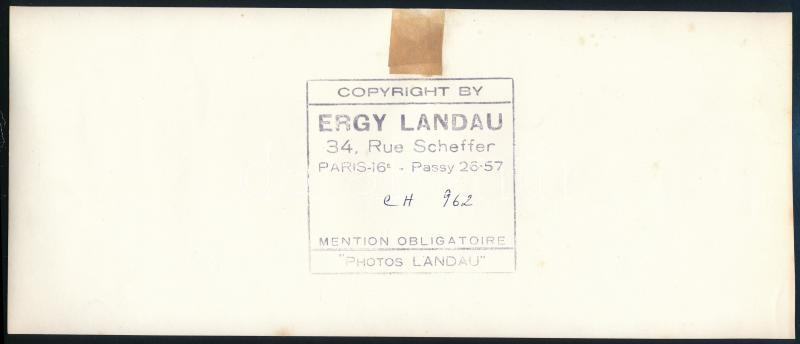 COPYRIGHT BY
ERGY LANDAU
34, Rue Scheffer
PARIS-16e - Passy 26-57
CH 962
MENTION OBLIGATOIRE
"PHOTOS LANDAU"